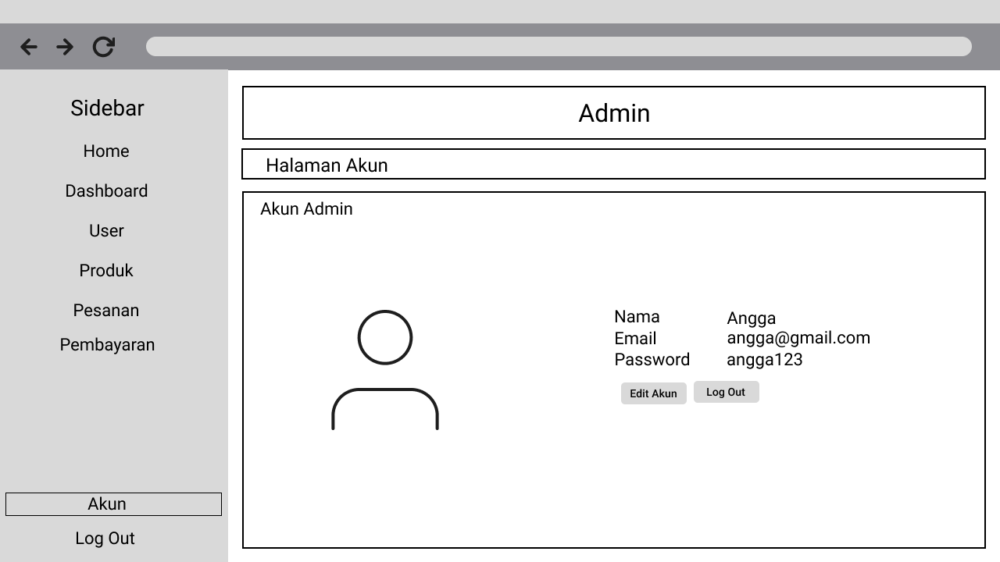 Sidebar
Home
Dashboard
User
Produk
Pesanan
Pembayaran
Akun
Log Out
Admin
Halaman Akun
Akun Admin
Nama Angga
Email angga@gmail.com
Password angga123
Edit Akun Log Out